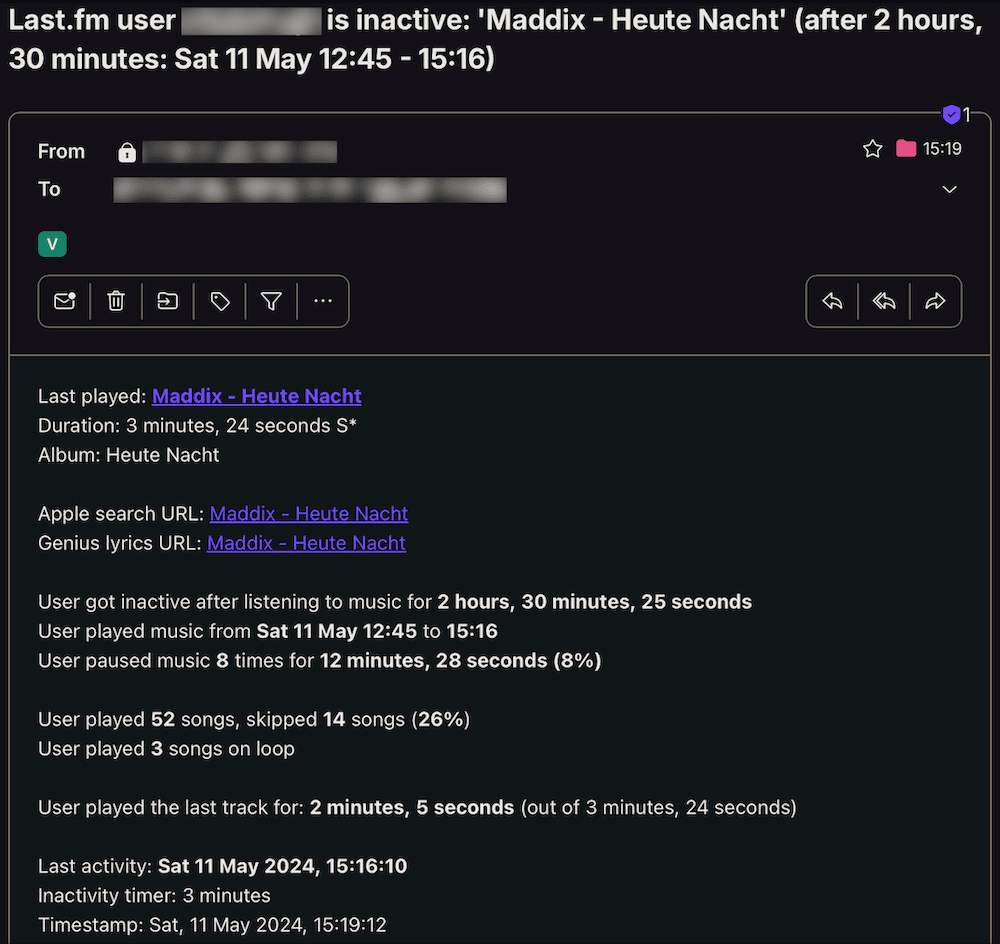 Last.fm user is inactive: 'Maddix - Heute Nacht' (after 2 hours,
30 minutes: Sat 11 May 12:45 - 15:16)
1
From
15:19
To
V
Last played: Maddix - Heute Nacht
Duration: 3 minutes, 24 seconds S*
Album: Heute Nacht
Apple search URL: Maddix - Heute Nacht
Genius lyrics URL: Maddix - Heute Nacht
User got inactive after listening to music for 2 hours, 30 minutes, 25 seconds
User played music from Sat 11 May 12:45 to 15:16
User paused music 8 times for 12 minutes, 28 seconds (8%)
User played 52 songs, skipped 14 songs (26%)
User played 3 songs on loop
User played the last track for: 2 minutes, 5 seconds (out of 3 minutes, 24 seconds)
Last activity: Sat 11 May 2024, 15:16:10
Inactivity timer: 3 minutes
Timestamp: Sat, 11 May 2024, 15:19:12